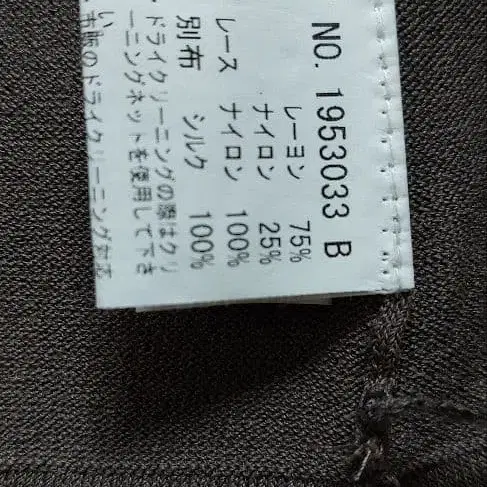 NO. 1953033 B
レーヨン 75%
ナイロン 25%
レース ナイロン 100%
別布 シルク 100%
・ドライクリーニングの際はクリ
ーニングネットを使用して下さ
い
市販のドライクリーニング